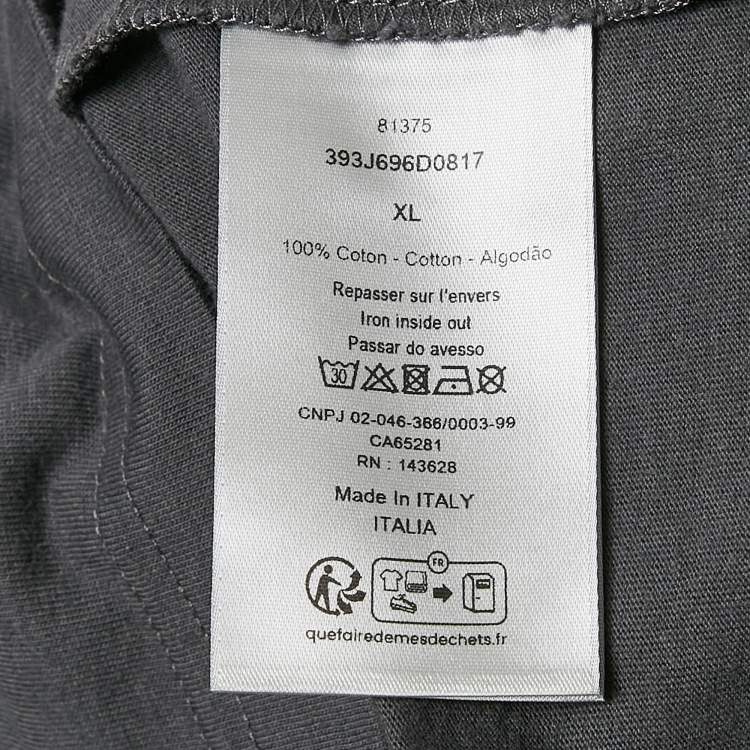 81375
393J696D0817
XL
100% Coton - Cotton - Algodão
Repasser sur l'envers
Iron inside out
Passar do avesso
30
CNPJ 02-046-366/0003-99
CA65281
RN : 143628
Made In ITALY
ITALIA
FR
quefairedemesdechets.fr